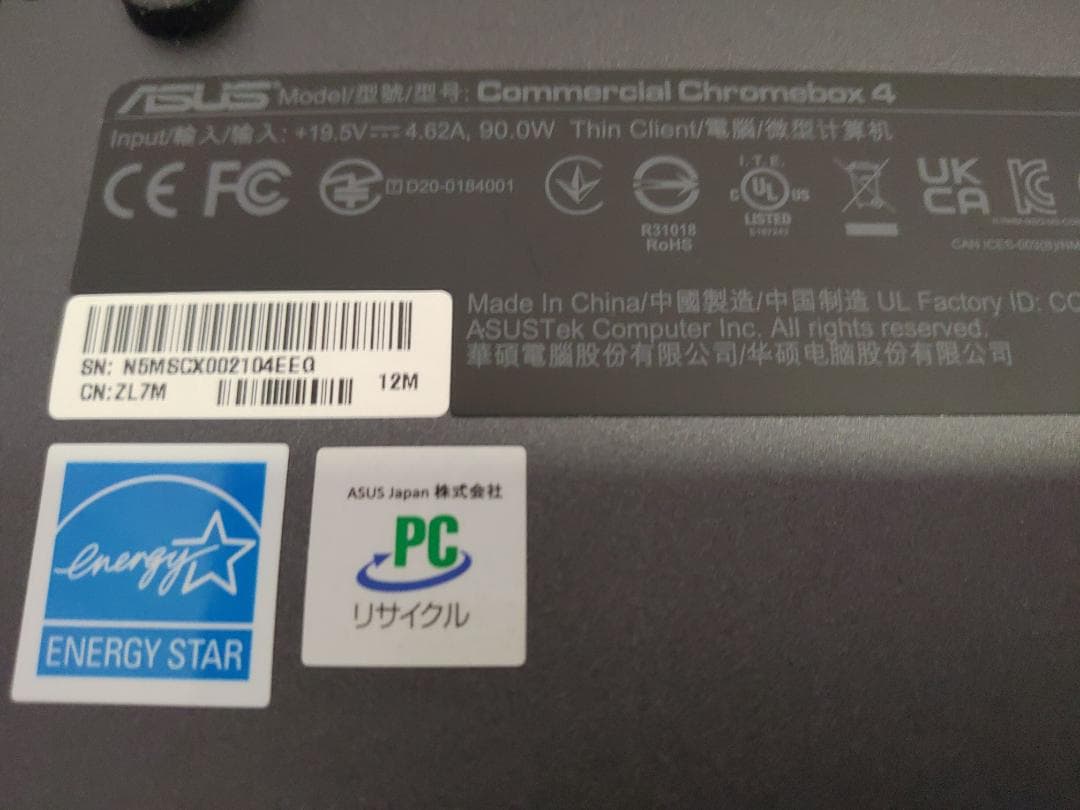 ASUS Model/型號/型号: Commercial Chromebox 4
Input/輸入/输入: +19.5V⎓4.62A, 90.0W Thin Client/電腦/微型计算机
CE FC T D20-0184001
R31018
RoHS
I.T.E.
C UL US
LISTED
UK
CA
Made In China/中國製造/中国制造 UL Factory ID:
ASUSTek Computer Inc, All rights reserved.
華碩電腦股份有限公司/华硕电脑股份有限公司
SN: N5MSCX002104EEQ
CN:ZL7M 12M
energy
ENERGY STAR
ASUS Japan 株式会社
PC
リサイクル